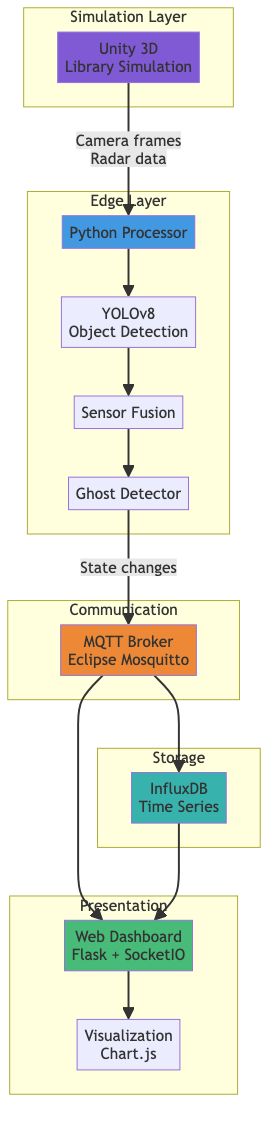 Simulation Layer
Unity 3D
Library Simulation
Camera frames
Radar data
Edge Layer
Python Processor
YOLOv8
Object Detection
Sensor Fusion
Ghost Detector
State changes
Communication
MQTT Broker
Eclipse Mosquitto
Storage
InfluxDB
Time Series
Presentation
Web Dashboard
Flask + SocketIO
Visualization
Chart.js